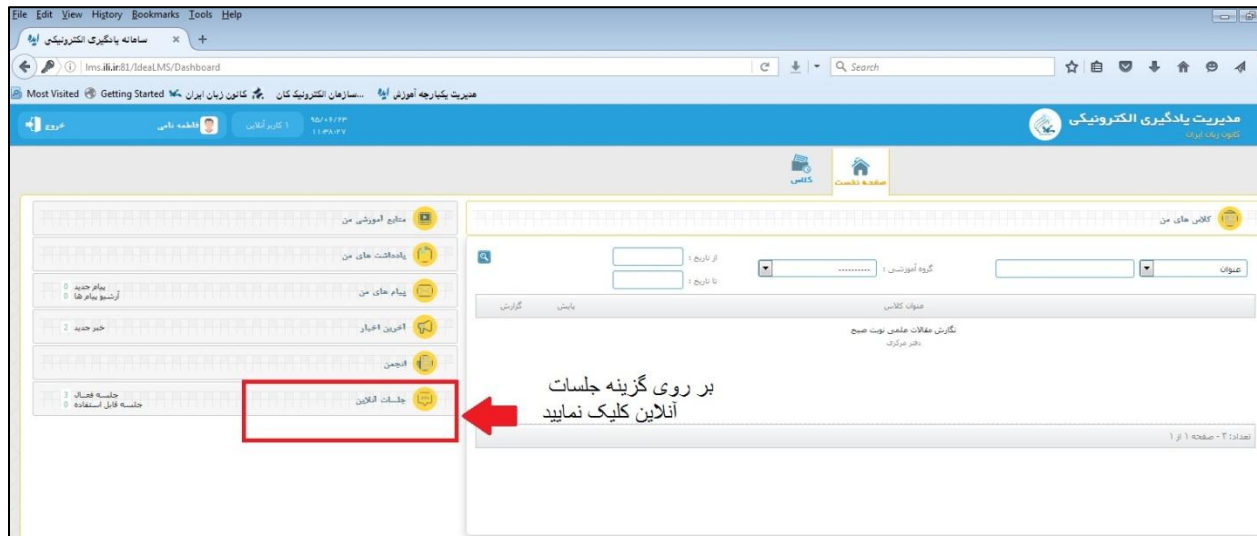 File Edit View History Bookmarks Tools Help
سامانه یادگیری الکترونیکی
lms.ili.ir:81/IdeaLMS/Dashboard
Search
Most Visited Getting Started کانون زبان ایران سازمان الکترونیک کان... مدیریت یکپارچه آموزش
مدیریت یادگیری الکترونیکی
کانون زبان ایران
۱ کاربر آنلاین
خروج
صفحه نخست
کلاس
کلاس های من
عنوان
گروه آموزشی : ..........
از تاریخ :
تا تاریخ :
عنوان کلاس پایش گزارش
نگارش مقالات علمی نوبت صبح
دفتر مرکزی
تعداد: ۲ - صفحه ۱ از ۱
منابع آموزشی من
یادداشت های من
پیام های من
پیام جدید 0
آرشیو پیام ها 0
آخرین اخبار
خبر جدید 2
انجمن
جلسات آنلاین
جلسه فعال 3
جلسه قابل استفاده 0
بر روی گزینه جلسات
آنلاین کلیک نمایید